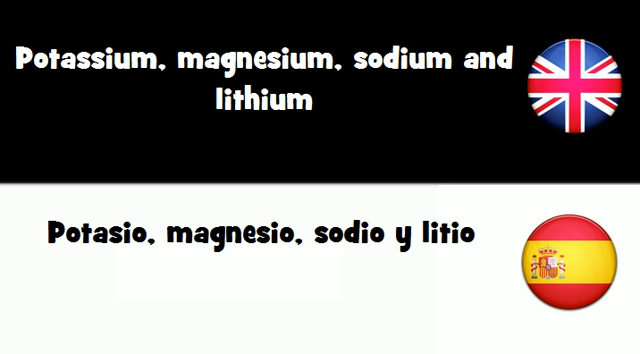 Potassium, magnesium, sodium and
lithium
Potasio, magnesio, sodio y litio